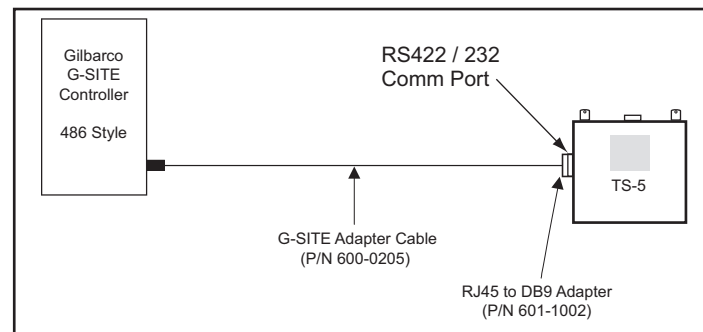 Gilbarco
G-SITE
Controller
486 Style
RS422 / 232
Comm Port
TS-5
G-SITE Adapter Cable
(P/N 600-0205)
RJ45 to DB9 Adapter
(P/N 601-1002)